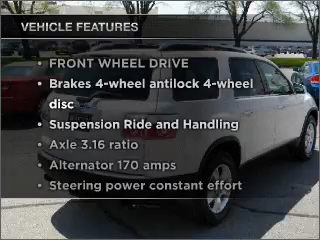 VEHICLE FEATURES
• FRONT WHEEL DRIVE
• Brakes 4-wheel antilock 4-wheel
disc
• Suspension Ride and Handling
• Axle 3.16 ratio
• Alternator 170 amps
• Steering power constant effort